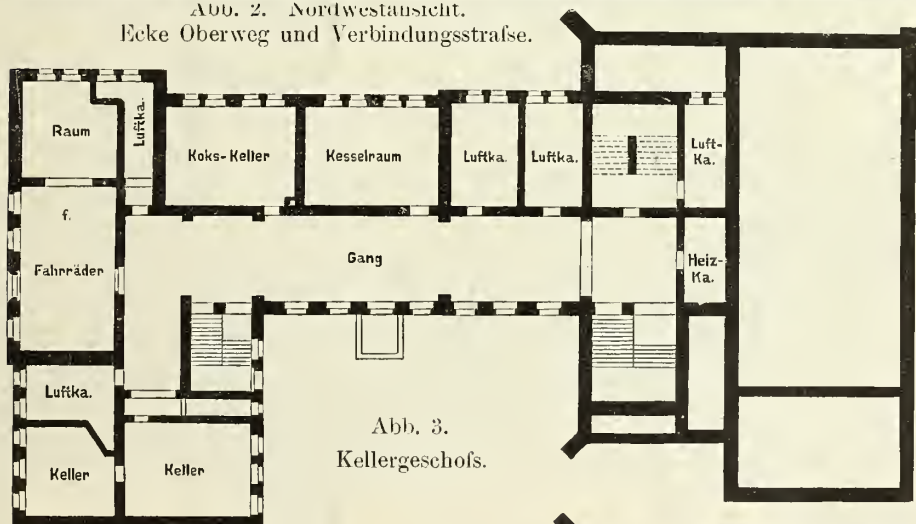 Abb. 2. Nordwestansicht.
Ecke Oberweg und Verbindungsstraſse.
Raum
Luftka.
Koks-Keller
Kesselraum
Luftka.
Luftka.
Luft-
Ka.
f.
Fahrräder
Gang
Heiz-
Ka.
Luftka.
Keller
Keller
Abb. 3.
Kellergeschoſs.